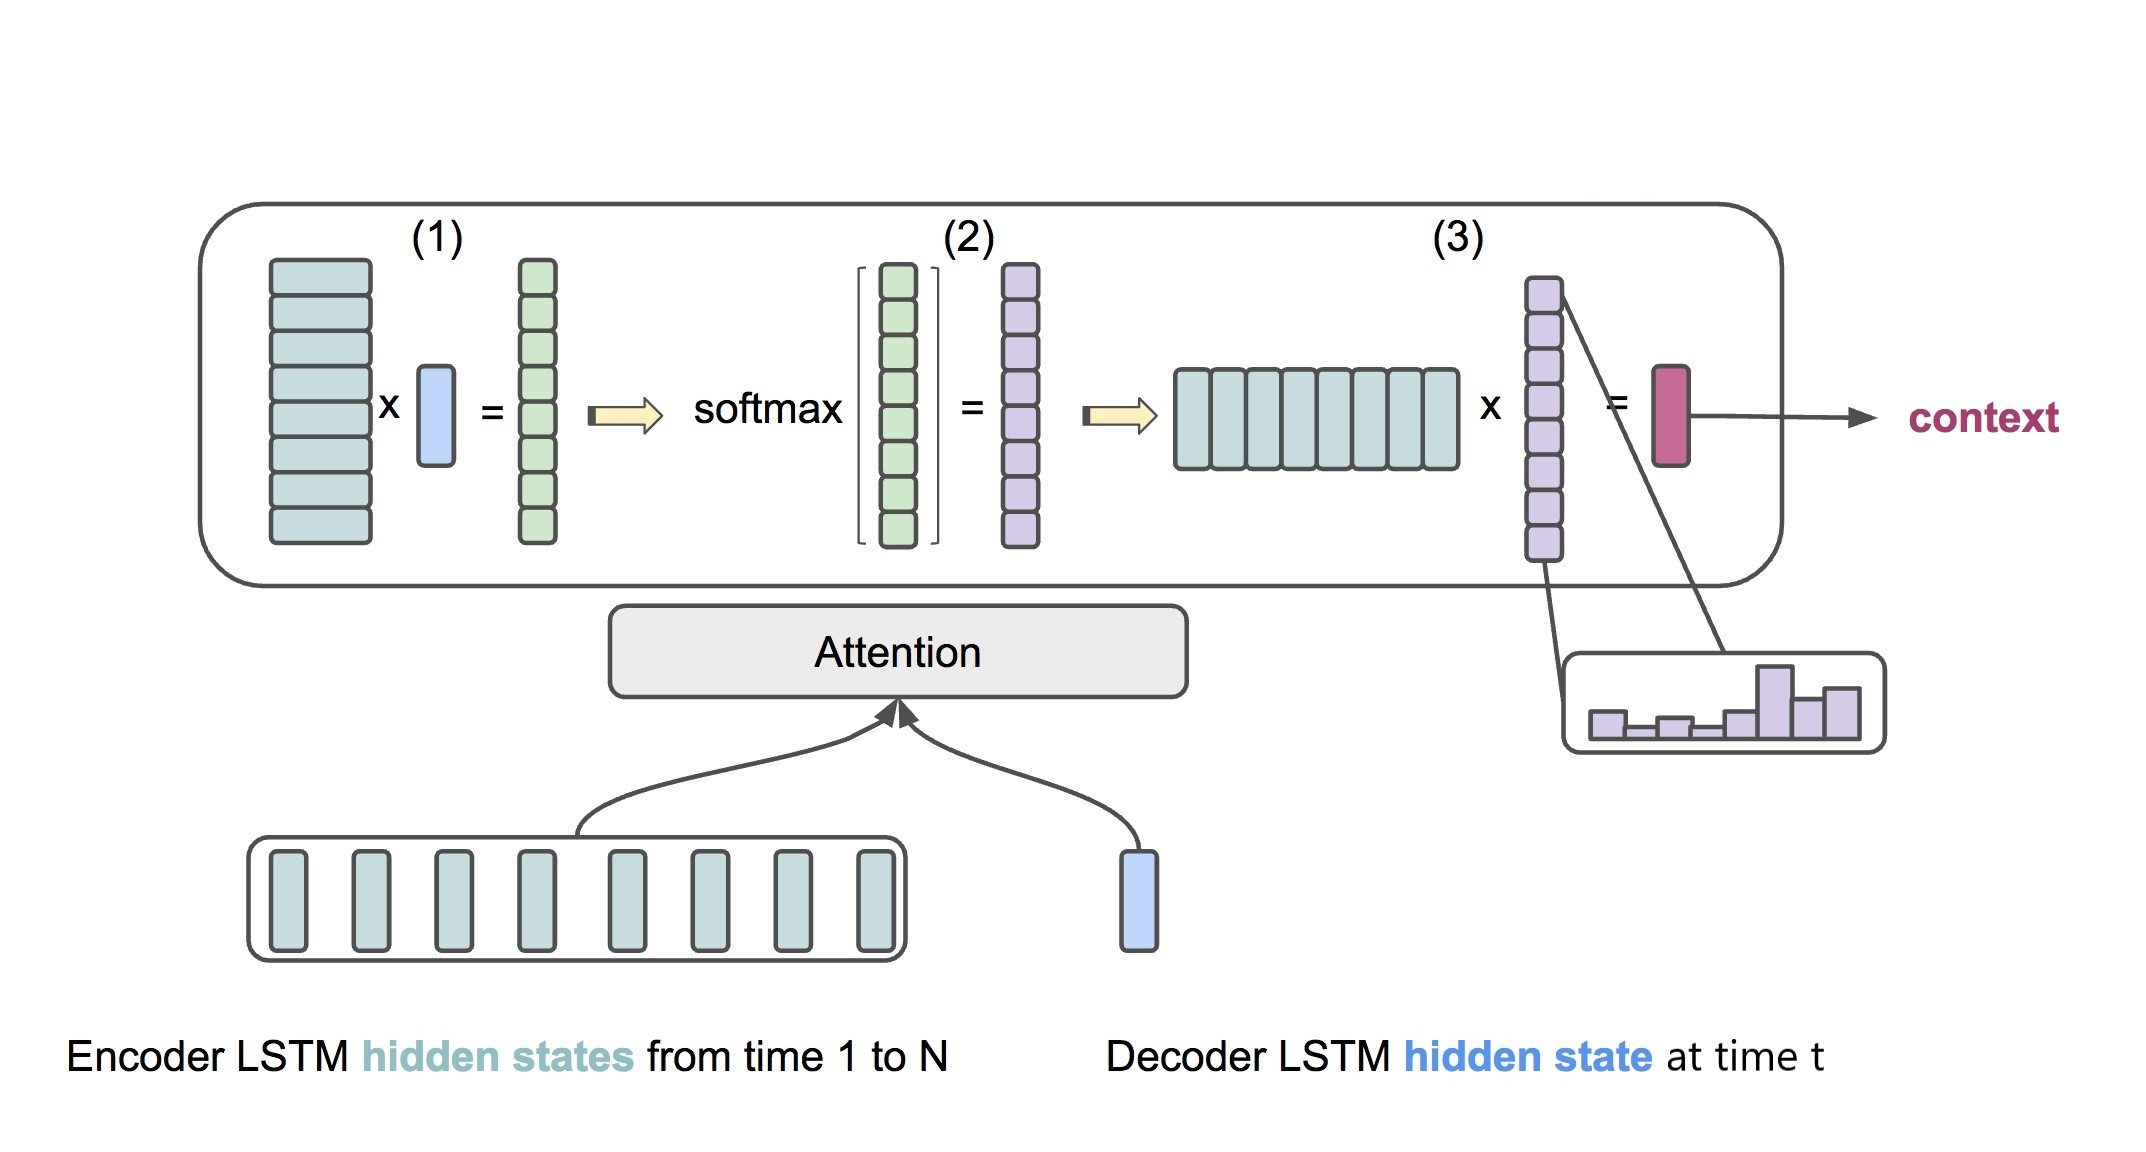 (1) (2) (3)
x = softmax = x = context
Attention
Encoder LSTM hidden states from time 1 to N
Decoder LSTM hidden state at time t